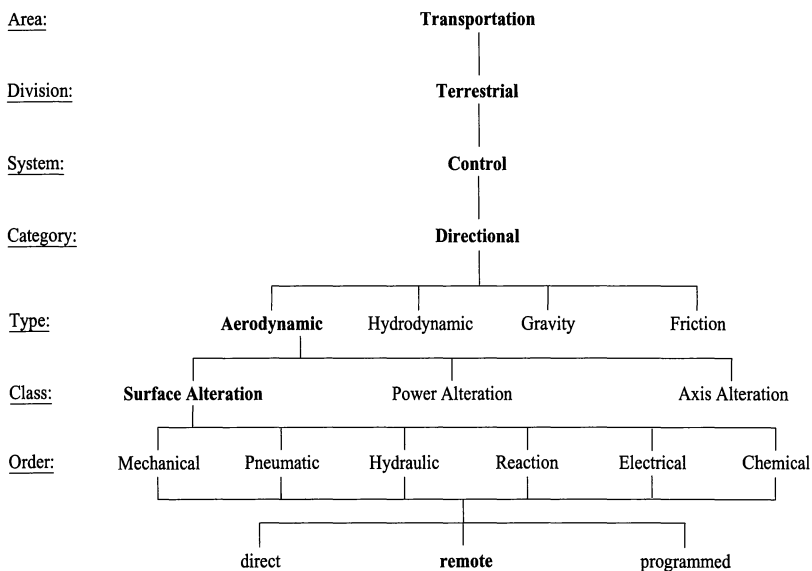 Area: Transportation
Division: Terrestrial
System: Control
Category: Directional
Type: Aerodynamic Hydrodynamic Gravity Friction
Class: Surface Alteration Power Alteration Axis Alteration
Order: Mechanical Pneumatic Hydraulic Reaction Electrical Chemical
direct remote programmed